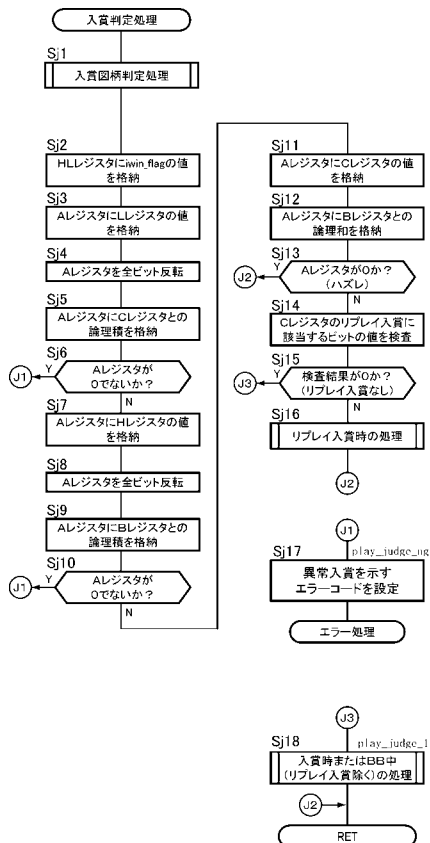 入賞判定処理
Sj1
入賞図柄判定処理
Sj2
HLレジスタにiwin_flagの値
を格納
Sj3
AレジスタにLレジスタの値
を格納
Sj4
Aレジスタを全ビット反転
Sj5
AレジスタにCレジスタとの
論理積を格納
Sj6
J1
Y
Aレジスタが
0でないか?
N
Sj7
AレジスタにHレジスタの値
を格納
Sj8
Aレジスタを全ビット反転
Sj9
AレジスタにBレジスタとの
論理積を格納
Sj10
J1
Y
Aレジスタが
0でないか?
N
Sj11
AレジスタにCレジスタの値
を格納
Sj12
AレジスタにBレジスタとの
論理和を格納
Sj13
J2
Y
Aレジスタが0か?
(ハズレ)
N
Sj14
Cレジスタのリプレイ入賞に
該当するビットの値を検査
Sj15
J3
Y
検査結果が0か?
(リプレイ入賞なし)
N
Sj16
リプレイ入賞時の処理
J2
J1
Sj17
play_judge_ng
異常入賞を示す
エラーコードを設定
エラー処理
J3
Sj18
play_judge_1
入賞時またはBB中
(リプレイ入賞除く)の処理
J2
RET